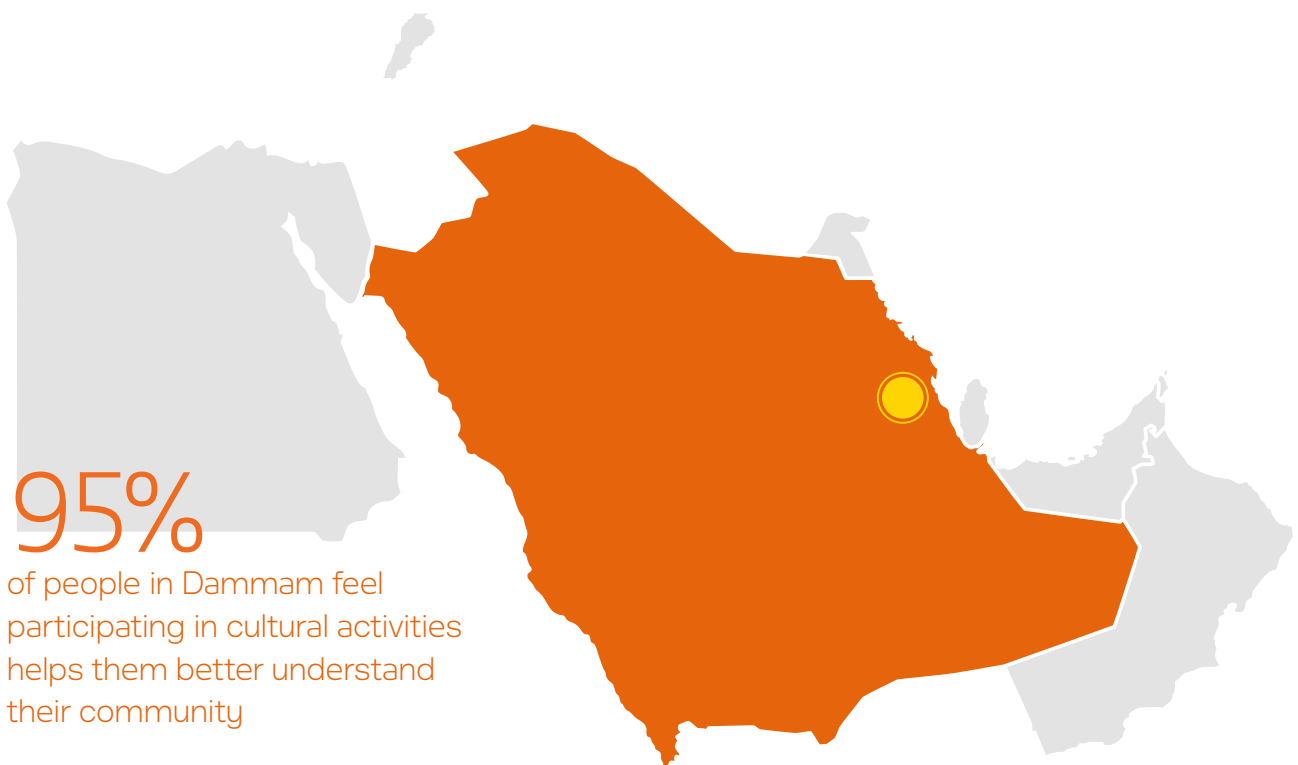 95%
of people in Dammam feel
participating in cultural activities
helps them better understand
their community